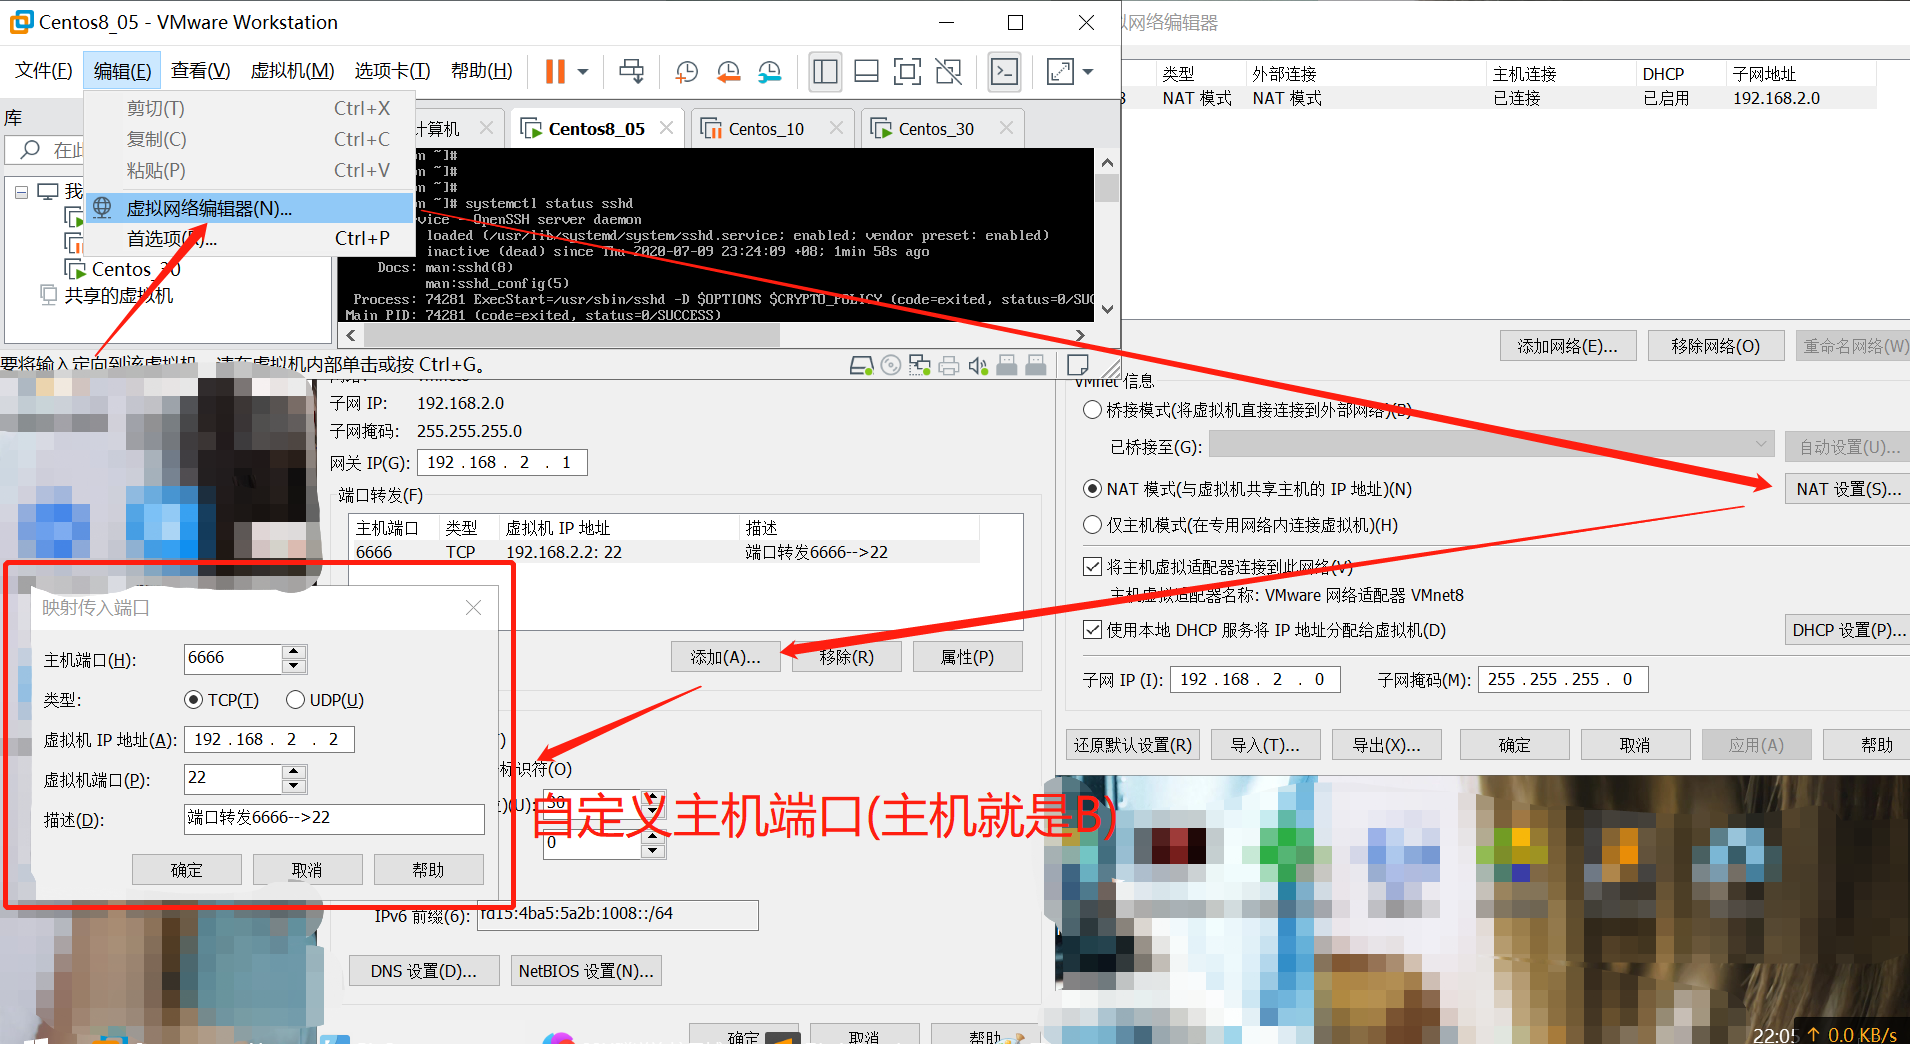 Centos8_05 - VMware Workstation
文件(F) 编辑(E) 查看(V) 虚拟机(M) 选项卡(T) 帮助(H)
剪切(T) Ctrl+X
复制(C) Ctrl+C
粘贴(P) Ctrl+V
虚拟网络编辑器(N)...
首选项(R)... Ctrl+P
库
在此
我
Centos_30
共享的虚拟机
计算机
Centos8_05
Centos_10
Centos_30
n ~]#
n ~]#
n ~]#
n ~]# systemctl status sshd
vice - OpenSSH server daemon
loaded (/usr/lib/systemd/system/sshd.service; enabled; vendor preset: enabled)
inactive (dead) since Thu 2020-07-09 23:24:09 +08; 1min 58s ago
Docs: man:sshd(8)
man:sshd_config(5)
Process: 74281 ExecStart=/usr/sbin/sshd -D $OPTIONS $CRYPTO_POLICY (code=exited, status=0/SUC
Main PID: 74281 (code=exited, status=0/SUCCESS)
要将输入定向到该虚拟机，请在虚拟机内部单击或按 Ctrl+G。
子网 IP: 192.168.2.0
子网掩码: 255.255.255.0
网关 IP(G): 192 . 168 . 2 . 1
端口转发(F)
主机端口 类型 虚拟机 IP 地址 描述
6666 TCP 192.168.2.2: 22 端口转发6666-->22
添加(A)... 移除(R) 属性(P)
标识符(O)
(U): 30
0
自定义主机端口(主机就是B)
IPv6 前缀(6): fd15:4ba5:5a2b:1008::/64
DNS 设置(D)... NetBIOS 设置(N)...
确定 取消 帮助
映射传入端口
主机端口(H): 6666
类型: TCP(T) UDP(U)
虚拟机 IP 地址(A): 192 . 168 . 2 . 2
虚拟机端口(P): 22
描述(D): 端口转发6666-->22
确定 取消 帮助
网络编辑器
类型 外部连接 主机连接 DHCP 子网地址
NAT 模式 NAT 模式 已连接 已启用 192.168.2.0
添加网络(E)... 移除网络(O) 重命名网络(W)
VMnet 信息
桥接模式(将虚拟机直接连接到外部网络)(B)
已桥接至(G): 自动设置(U)...
NAT 模式(与虚拟机共享主机的 IP 地址)(N) NAT 设置(S)...
仅主机模式(在专用网络内连接虚拟机)(H)
将主机虚拟适配器连接到此网络(V)
主机虚拟适配器名称: VMware 网络适配器 VMnet8
使用本地 DHCP 服务将 IP 地址分配给虚拟机(D) DHCP 设置(P)...
子网 IP (I): 192 . 168 . 2 . 0 子网掩码(M): 255 . 255 . 255 . 0
还原默认设置(R) 导入(T)... 导出(X)... 确定 取消 应用(A) 帮助
22:05 ↑ 0.0 KB/s